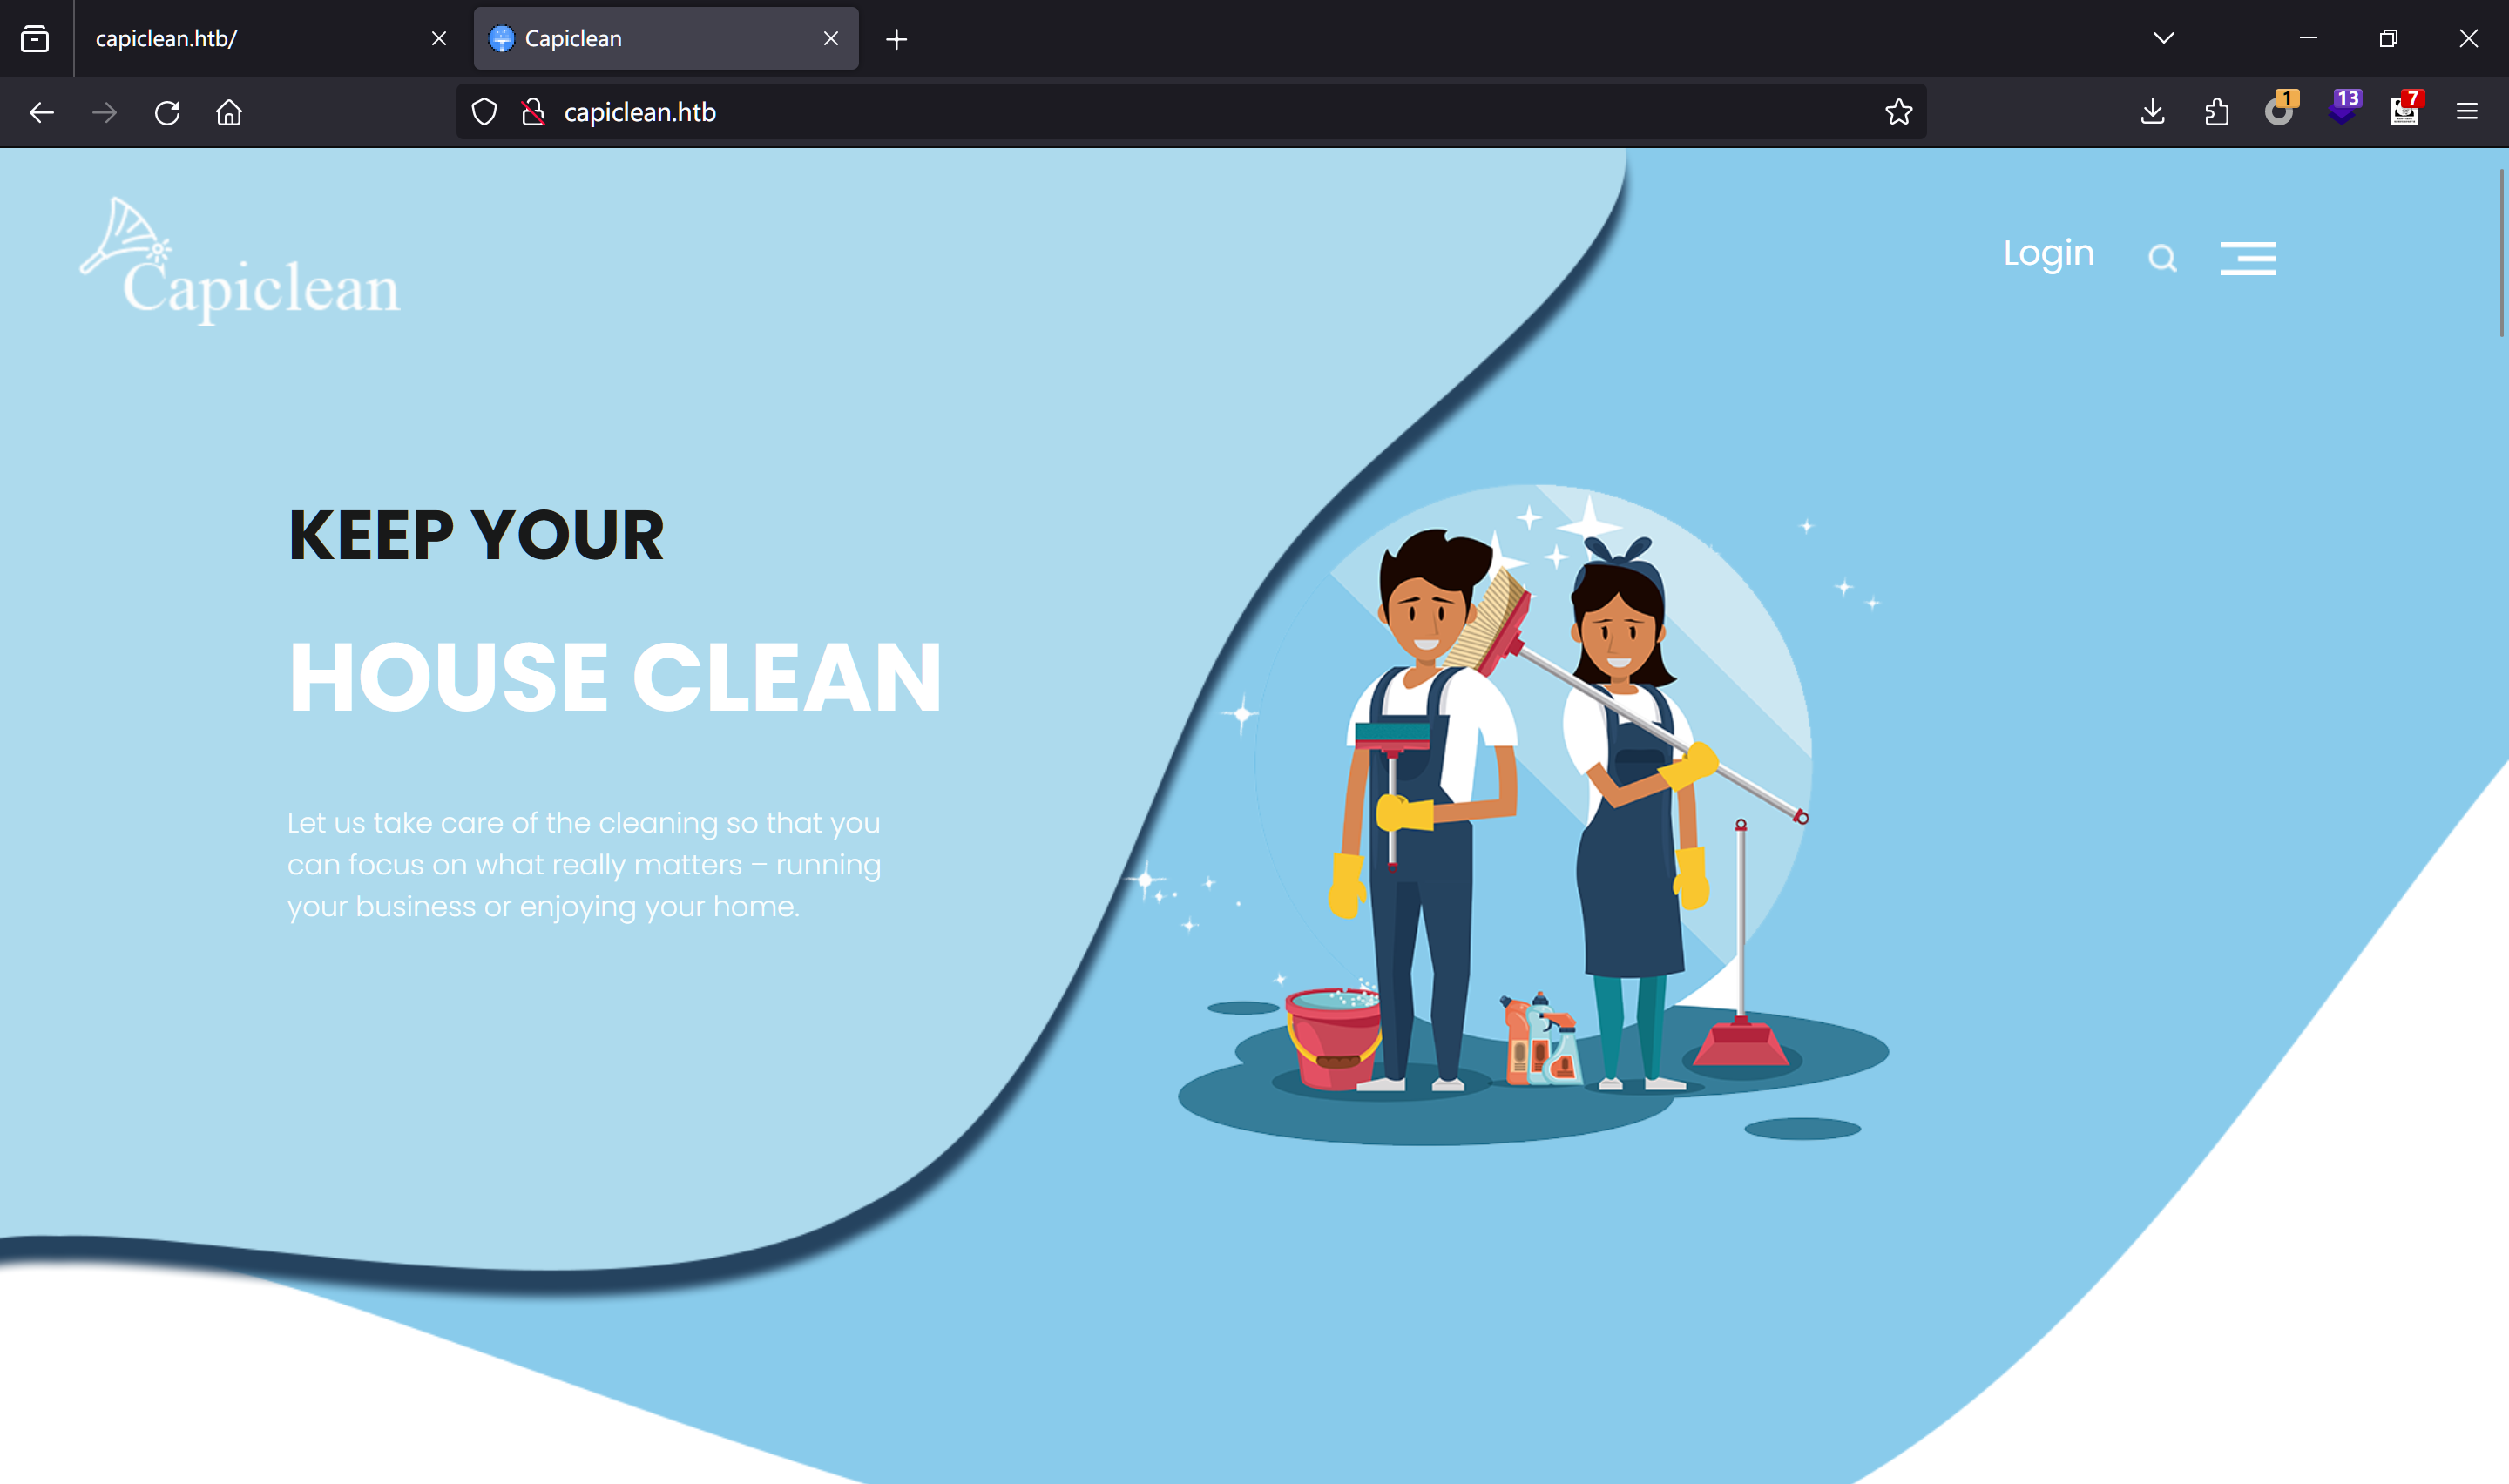 capiclean.htb/
Capiclean
capiclean.htb
1
13
7
Capiclean
Login
KEEP YOUR
HOUSE CLEAN
Let us take care of the cleaning so that you
can focus on what really matters – running
your business or enjoying your home.